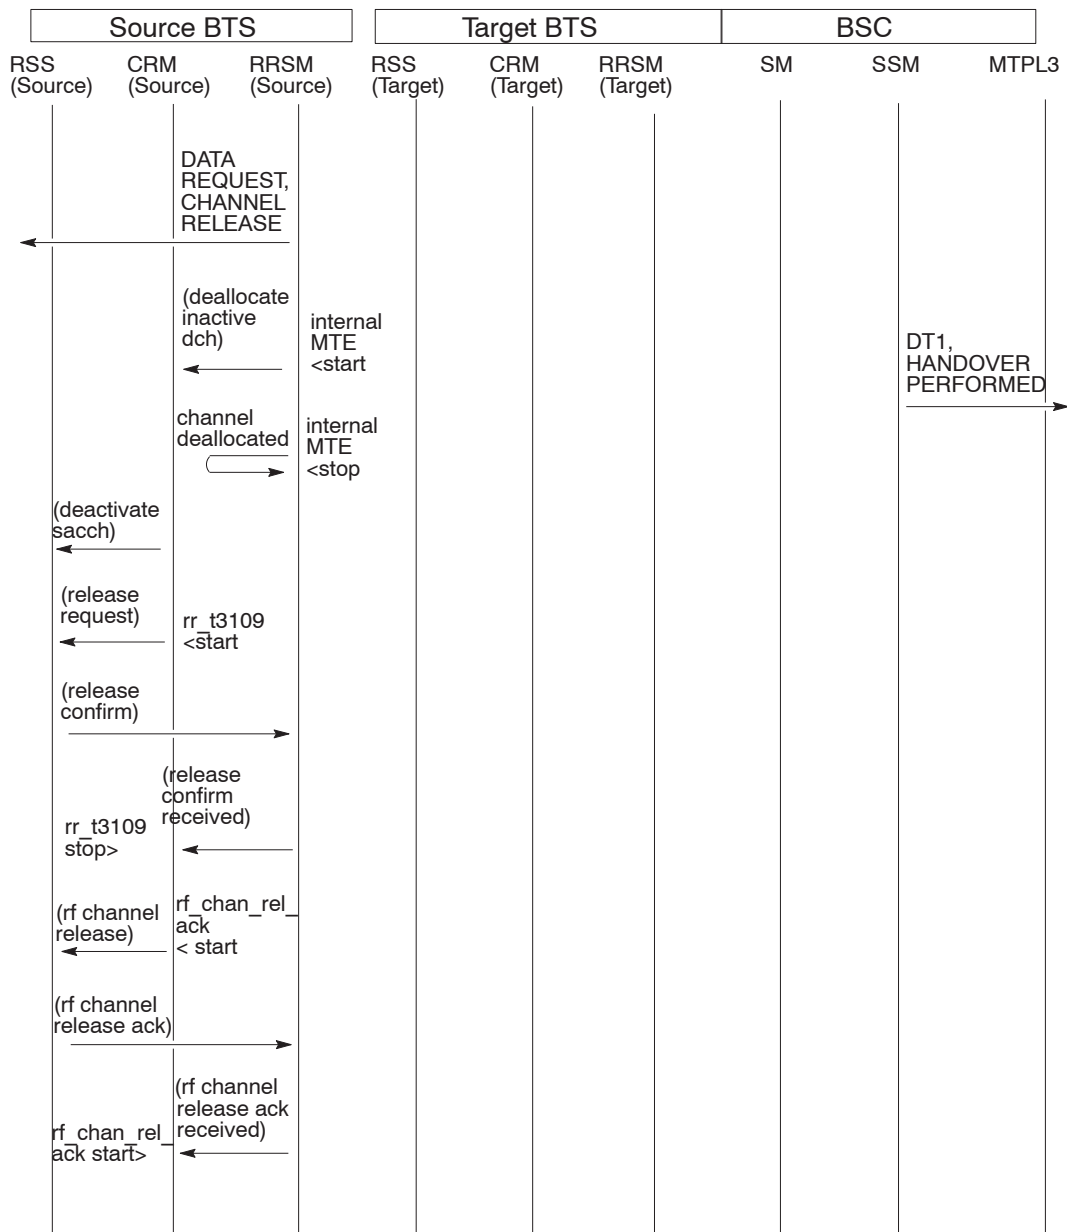 Source BTS
Target BTS
BSC
RSS
(Source)
CRM
(Source)
RRSM
(Source)
RSS
(Target)
CRM
(Target)
RRSM
(Target)
SM
SSM
MTPL3
DATA
REQUEST,
CHANNEL
RELEASE
(deallocate
inactive
dch)
internal
MTE
<start
DT1,
HANDOVER
PERFORMED
channel
deallocated
internal
MTE
<stop
(deactivate
sacch)
(release
request)
rr_t3109
<start
(release
confirm)
(release
confirm
received)
rr_t3109
stop>
(rf channel
release)
rf_chan_rel_
ack
< start
(rf channel
release ack)
(rf channel
release ack
received)
rf_chan_rel_
ack start>